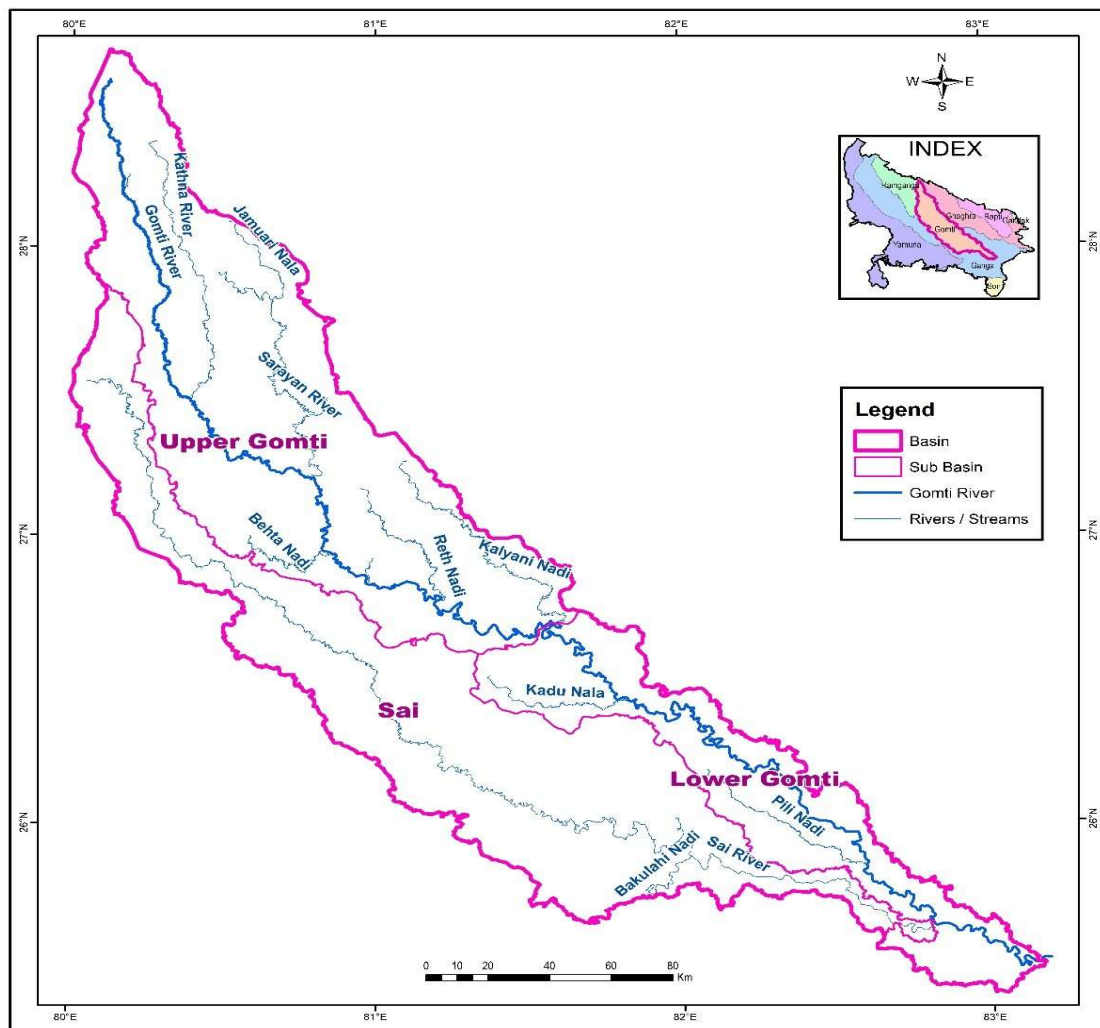 80°E
81°E
82°E
83°E
N
W E
S
INDEX
Ramganga
Ghaghra
Rapti
Gandak
Gomti
Yamuna
Ganga
Son
Kathna River
Gomti River
Jamuari Nala
28°N
28°N
Sarayan River
Legend
Basin
Sub Basin
Gomti River
Rivers / Streams
Upper Gomti
27°N
27°N
Behta Nadi
Reth Nadi
Kalyani Nadi
Kadu Nala
Sai
Lower Gomti
26°N
26°N
Pili Nadi
Sai River
Bakulahi Nadi
0 10 20 40 60 80
Km
80°E
81°E
82°E
83°E